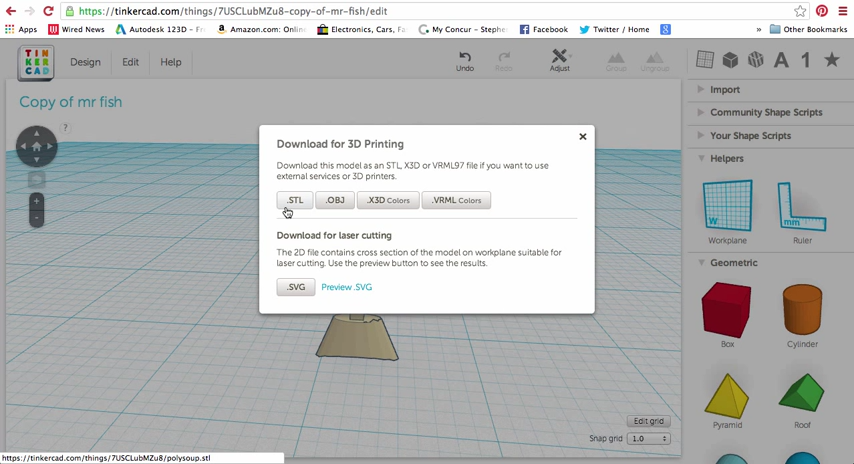 https://tinkercad.com/things/7USCLubMZu8-copy-of-mr-fish/edit
Apps Wired News Autodesk 123D - Fr Amazon.com: Onlin Electronics, Cars, Fa My Concur - Stephe Facebook Twitter / Home » Other Bookmarks
TIN
KER
CAD
Design Edit Help
Undo Redo Adjust Group Ungroup
A 1
Copy of mr fish
?
+
-
Download for 3D Printing
Download this model as an STL, X3D or VRML97 file if you want to use
external services or 3D printers.
.STL .OBJ .X3D Colors .VRML Colors
Download for laser cutting
The 2D file contains cross section of the model on workplane suitable for
laser cutting. Use the preview button to see the results.
.SVG Preview .SVG
Import
Community Shape Scripts
Your Shape Scripts
Helpers
W
Workplane Ruler
Geometric
Box Cylinder
Pyramid Roof
Edit grid
Snap grid 1.0
https://tinkercad.com/things/7USCLubMZu8/polysoup.stl